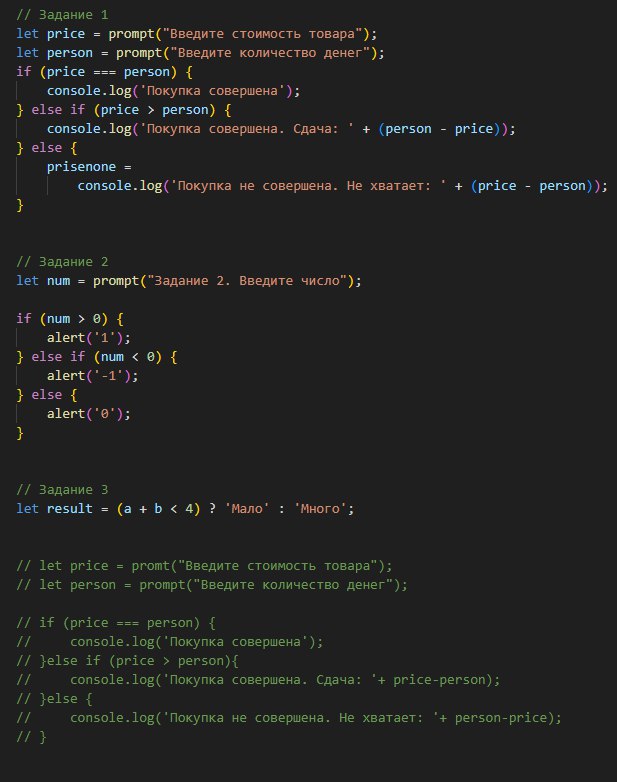 // Задание 1
let price = prompt("Введите стоимость товара");
let person = prompt("Введите количество денег");
if (price === person) {
    console.log('Покупка совершена');
} else if (price > person) {
    console.log('Покупка совершена. Сдача: ' + (person - price));
} else {
    prisenone =
        console.log('Покупка не совершена. Не хватает: ' + (price - person));
}
// Задание 2
let num = prompt("Задание 2. Введите число");
if (num > 0) {
    alert('1');
} else if (num < 0) {
    alert('-1');
} else {
    alert('0');
}
// Задание 3
let result = (a + b < 4) ? 'Мало' : 'Много';
// let price = promt("Введите стоимость товара");
// let person = prompt("Введите количество денег");
// if (price === person) {
//     console.log('Покупка совершена');
// }else if (price > person){
//     console.log('Покупка совершена. Сдача: '+ price-person);
// }else {
//     console.log('Покупка не совершена. Не хватает: '+ person-price);
// }